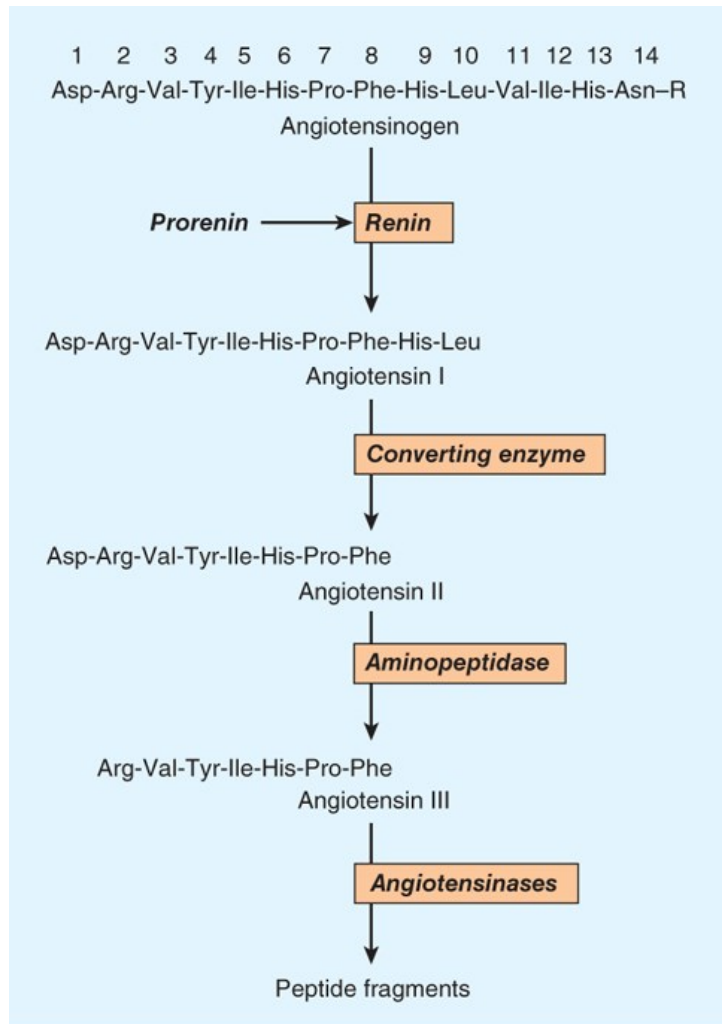 1 2 3 4 5 6 7 8 9 10 11 12 13 14
Asp-Arg-Val-Tyr-Ile-His-Pro-Phe-His-Leu-Val-Ile-His-Asn–R
Angiotensinogen
Prorenin
Renin
Asp-Arg-Val-Tyr-Ile-His-Pro-Phe-His-Leu
Angiotensin I
Converting enzyme
Asp-Arg-Val-Tyr-Ile-His-Pro-Phe
Angiotensin II
Aminopeptidase
Arg-Val-Tyr-Ile-His-Pro-Phe
Angiotensin III
Angiotensinases
Peptide fragments